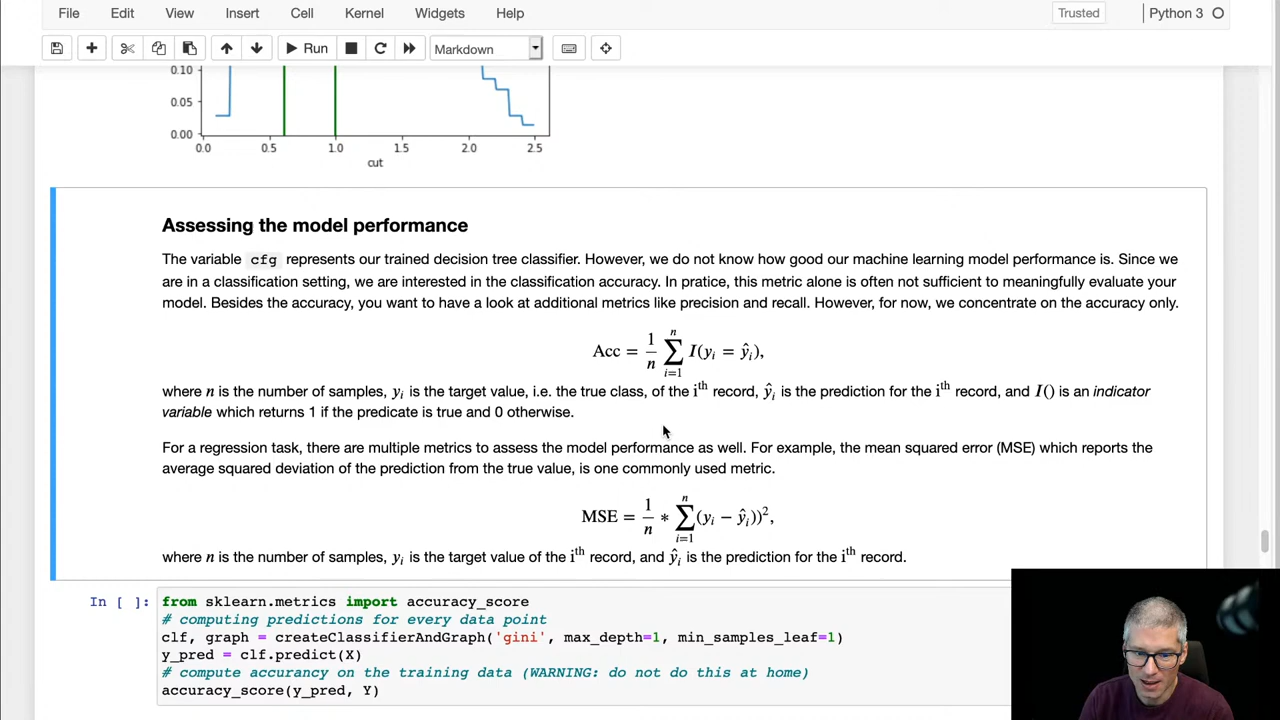 File Edit View Insert Cell Kernel Widgets Help Trusted Python 3
Run Markdown
0.10
0.05
0.00
0.0 0.5 1.0 1.5 2.0 2.5
cut
Assessing the model performance
The variable cfg represents our trained decision tree classifier. However, we do not know how good our machine learning model performance is. Since we
are in a classification setting, we are interested in the classification accuracy. In pratice, this metric alone is often not sufficient to meaningfully evaluate your
model. Besides the accuracy, you want to have a look at additional metrics like precision and recall. However, for now, we concentrate on the accuracy only.
Acc = 1/n ∑_{i=1}^{n} I(y_i = ŷ_i),
where n is the number of samples, y_i is the target value, i.e. the true class, of the i^th record, ŷ_i is the prediction for the i^th record, and I() is an indicator
variable which returns 1 if the predicate is true and 0 otherwise.
For a regression task, there are multiple metrics to assess the model performance as well. For example, the mean squared error (MSE) which reports the
average squared deviation of the prediction from the true value, is one commonly used metric.
MSE = 1/n * ∑_{i=1}^{n} (y_i − ŷ_i))^2,
where n is the number of samples, y_i is the target value of the i^th record, and ŷ_i is the prediction for the i^th record.
In [ ]: from sklearn.metrics import accuracy_score
# computing predictions for every data point
clf, graph = createClassifierAndGraph('gini', max_depth=1, min_samples_leaf=1)
y_pred = clf.predict(X)
# compute accurancy on the training data (WARNING: do not do this at home)
accuracy_score(y_pred, Y)